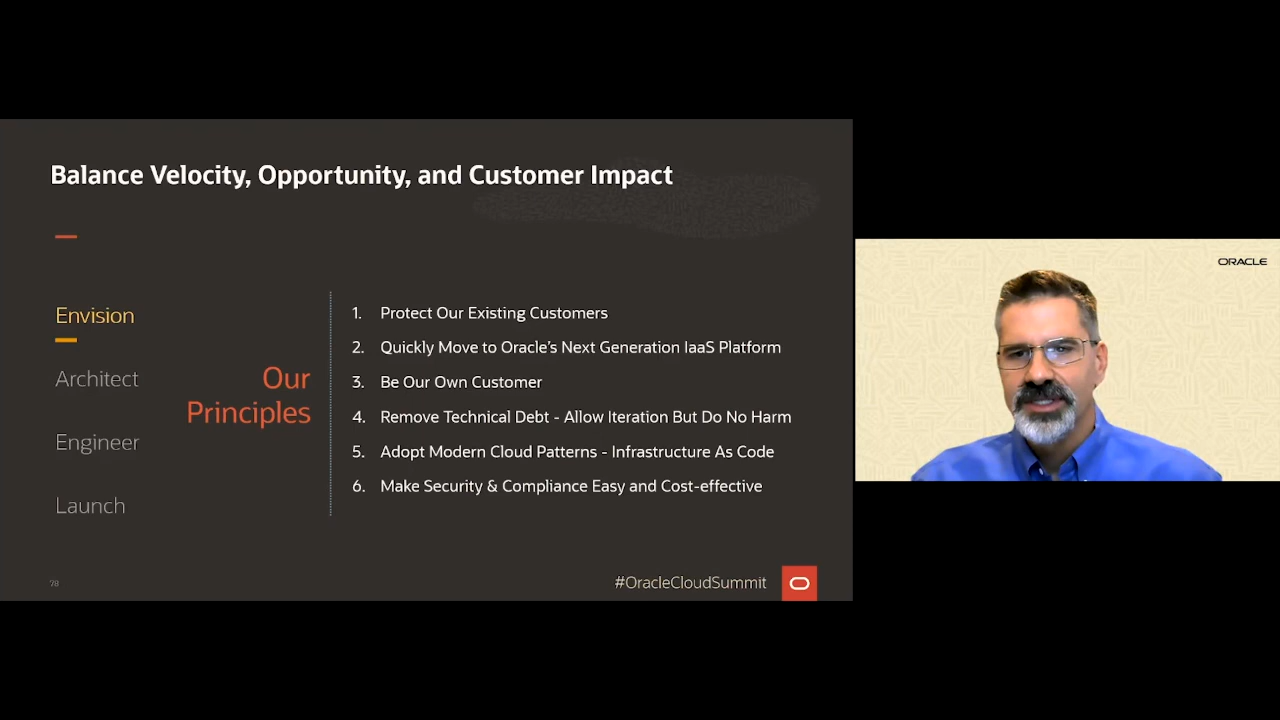 Balance Velocity, Opportunity, and Customer Impact
Envision
Architect
Engineer
Launch
Our
Principles
1. Protect Our Existing Customers
2. Quickly Move to Oracle's Next Generation IaaS Platform
3. Be Our Own Customer
4. Remove Technical Debt - Allow Iteration But Do No Harm
5. Adopt Modern Cloud Patterns - Infrastructure As Code
6. Make Security & Compliance Easy and Cost-effective
78
#OracleCloudSummit
ORACLE